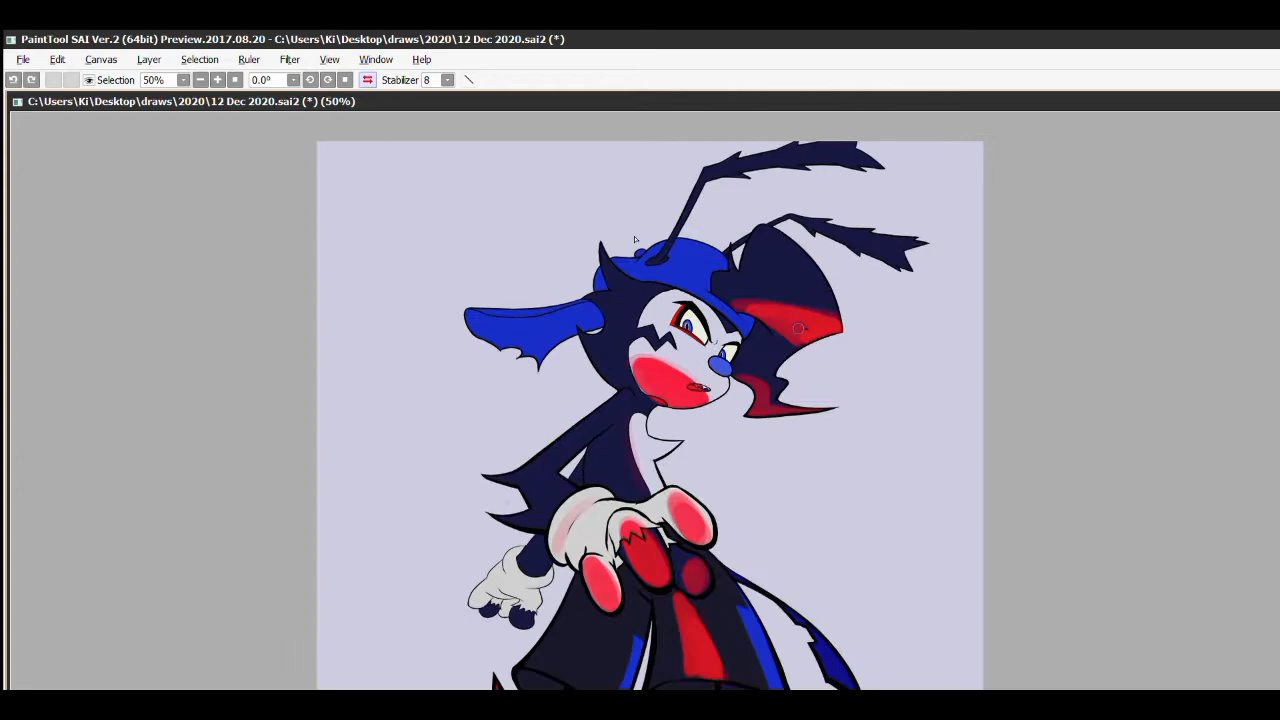 PaintTool SAI Ver.2 (64bit) Preview.2017.08.20 - C:\Users\Ki\Desktop\draws\2020\12 Dec 2020.sai2 (*)
File Edit Canvas Layer Selection Ruler Filter View Window Help
Selection 50% 0.0º Stabilizer 8
C:\Users\Ki\Desktop\draws\2020\12 Dec 2020.sai2 (*) (50%)